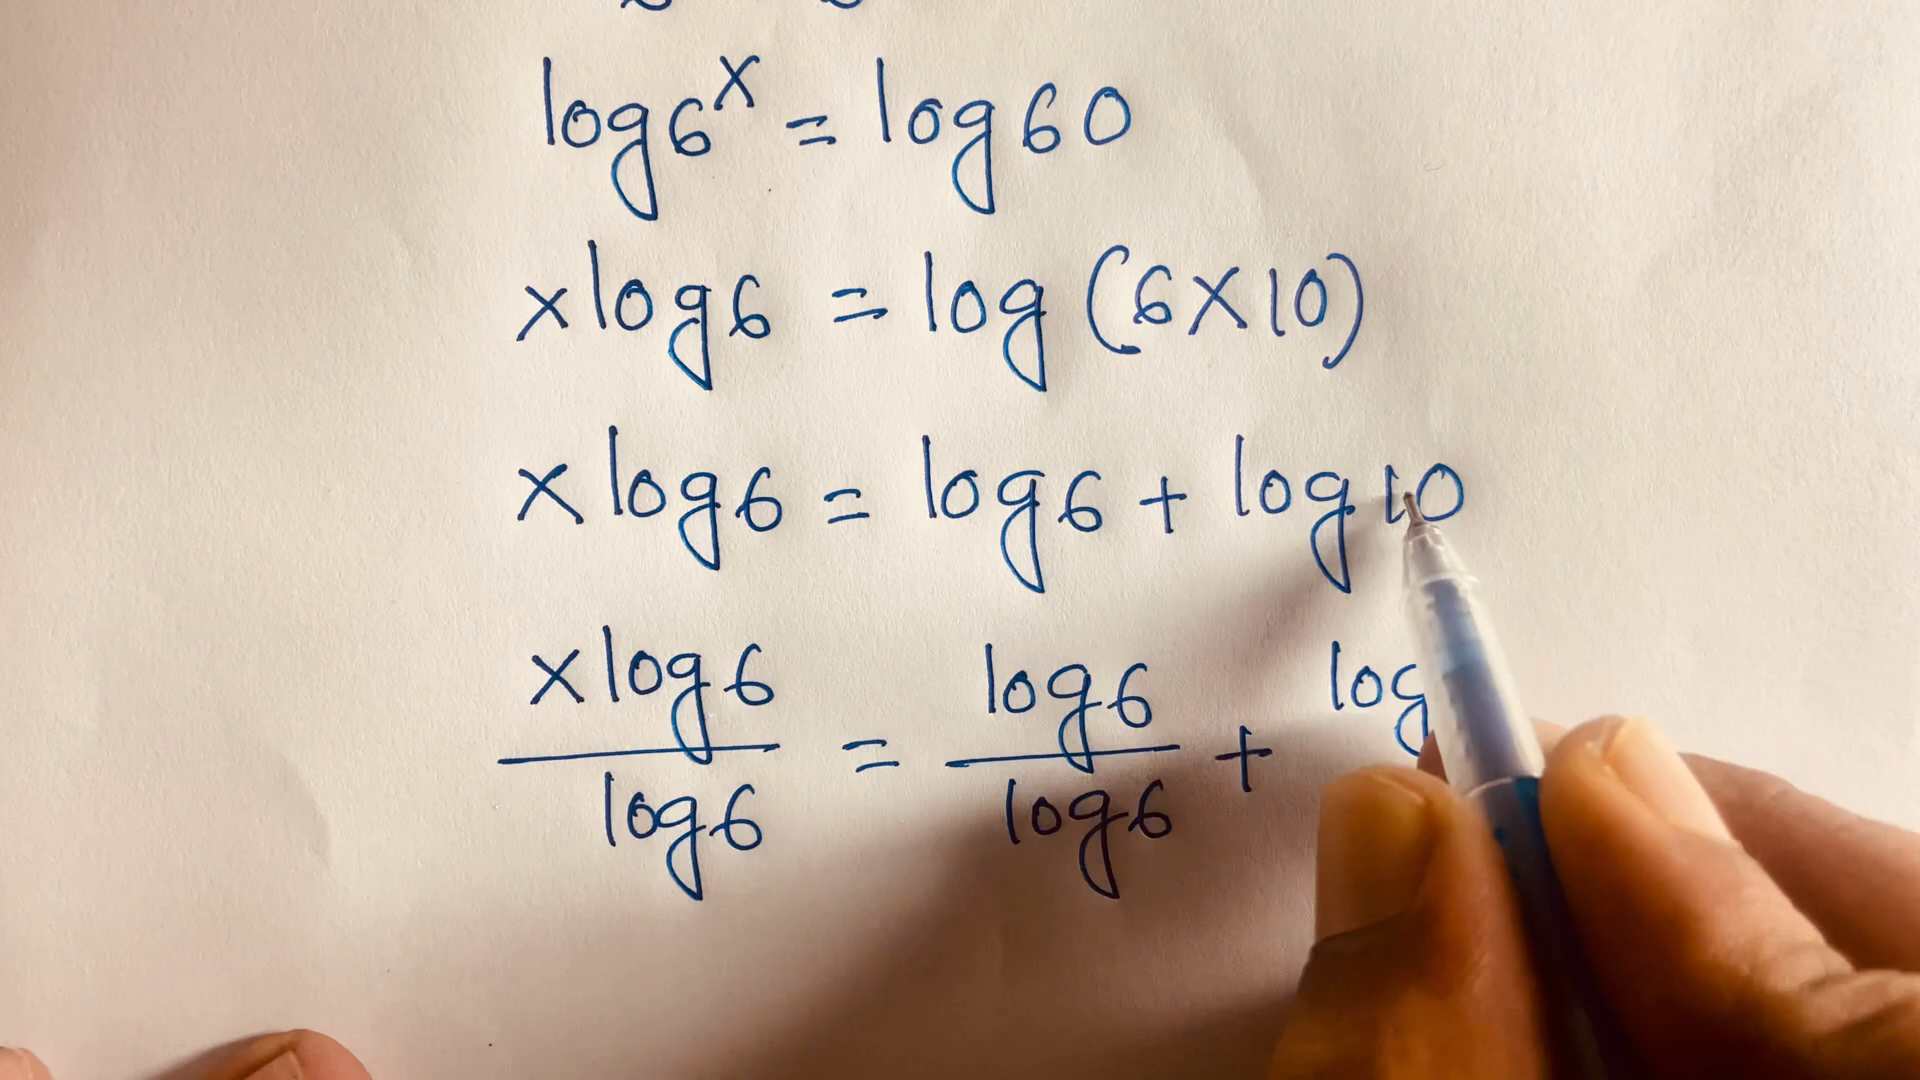 log6^x = log60
xlog6 = log(6×10)
xlog6 = log6 + log10
xlog6/log6 = log6/log6 + log